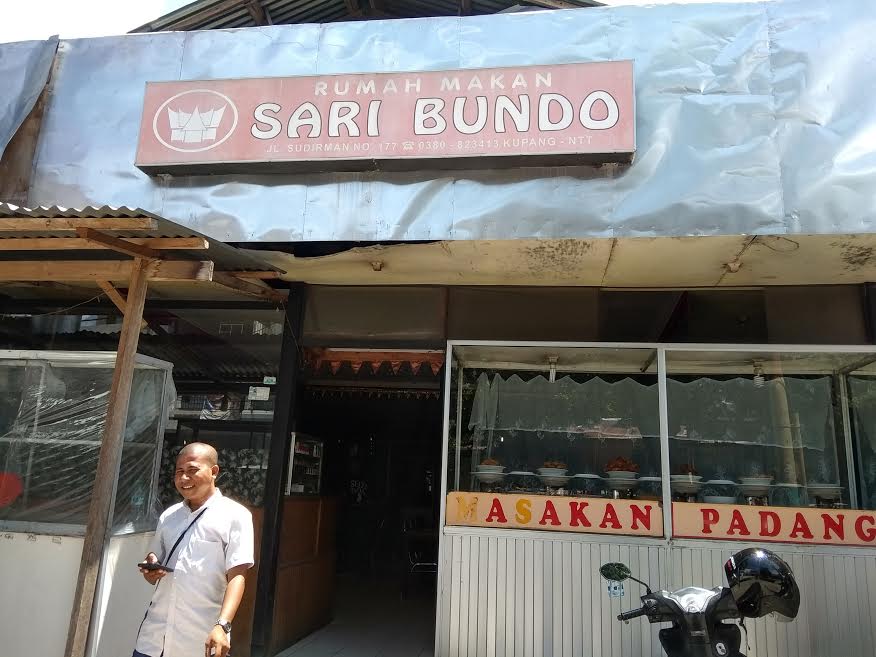 RUMAH MAKAN
SARI BUNDO
JL. SUDIRMAN NO. 177 ☎ 0380 - 823413 KUPANG - NTT
MASAKAN PADANG